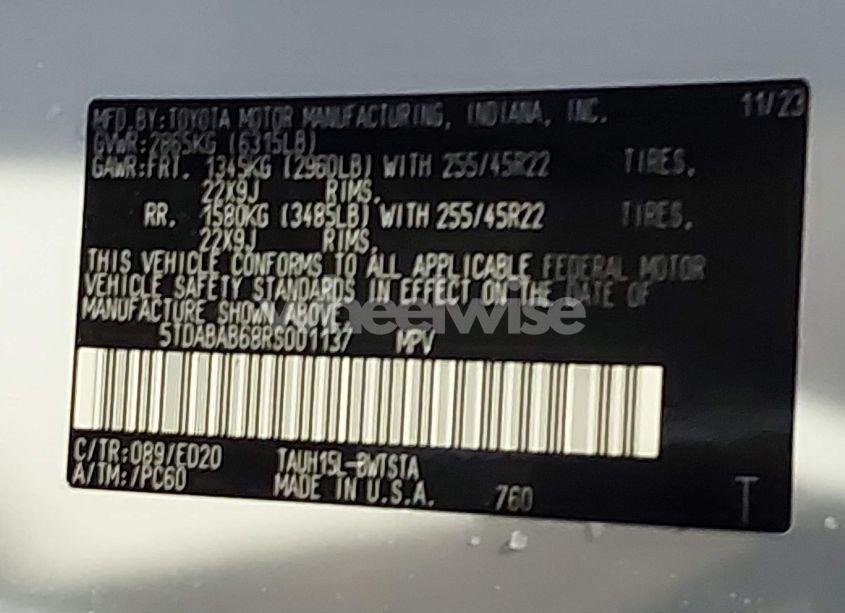 MFD.BY:TOYOTA MOTOR MANUFACTURING, INDIANA, INC. 11/23
GVWR:2865KG (6315LB)
GAWR:FRT. 1345KG (2960LB) WITH 255/45R22 TIRES,
22X9J RIMS,
RR. 1580KG (3485LB) WITH 255/45R22 TIRES,
22X9J RIMS,
THIS VEHICLE CONFORMS TO ALL APPLICABLE FEDERAL MOTOR
VEHICLE SAFETY STANDARDS IN EFFECT ON THE DATE OF
MANUFACTURE SHOWN ABOVE.
wheelwise
5TDABAB68RS001137 MPV
C/TR:089/ED20 TAUH15L-BWTSTA
A/TM:/PC60 MADE IN U.S.A. 760 T